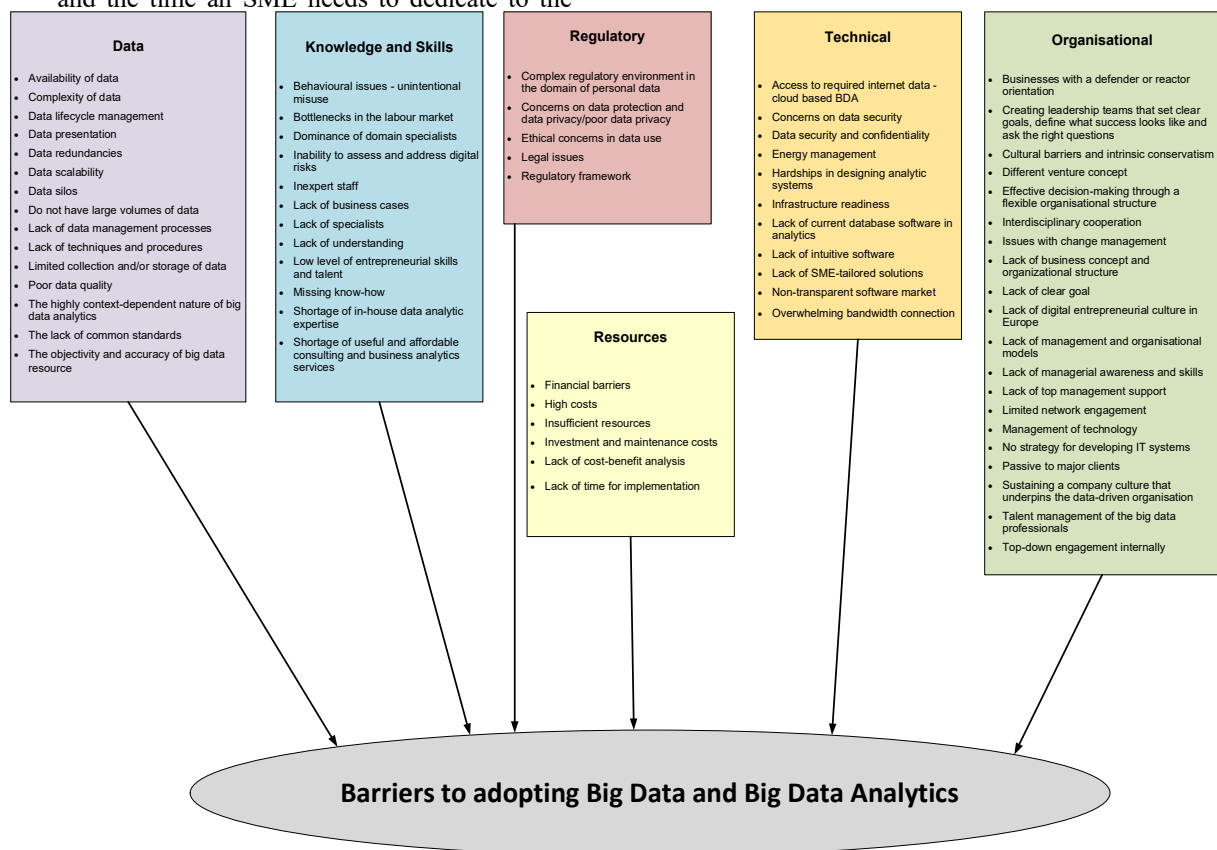 and the time an SME needs to dedicate to the
Data
Availability of data
Complexity of data
Data lifecycle management
Data presentation
Data redundancies
Data scalability
Data silos
Do not have large volumes of data
Lack of data management processes
Lack of techniques and procedures
Limited collection and/or storage of data
Poor data quality
The highly context-dependent nature of big
data analytics
The lack of common standards
The objectivity and accuracy of big data
resource
Knowledge and Skills
Behavioural issues - unintentional
misuse
Bottlenecks in the labour market
Dominance of domain specialists
Inability to assess and address digital
risks
Inexpert staff
Lack of business cases
Lack of specialists
Lack of understanding
Low level of entrepreneurial skills
and talent
Missing know-how
Shortage of in-house data analytic
expertise
Shortage of useful and affordable
consulting and business analytics
services
Regulatory
Complex regulatory environment in
the domain of personal data
Concerns on data protection and
data privacy/poor data privacy
Ethical concerns in data use
Legal issues
Regulatory framework
Resources
Financial barriers
High costs
Insufficient resources
Investment and maintenance costs
Lack of cost-benefit analysis
Lack of time for implementation
Technical
Access to required internet data -
cloud based BDA
Concerns on data security
Data security and confidentiality
Energy management
Hardships in designing analytic
systems
Infrastructure readiness
Lack of current database software in
analytics
Lack of intuitive software
Lack of SME-tailored solutions
Non-transparent software market
Overwhelming bandwidth connection
Organisational
Businesses with a defender or reactor
orientation
Creating leadership teams that set clear
goals, define what success looks like and
ask the right questions
Cultural barriers and intrinsic conservatism
Different venture concept
Effective decision-making through a
flexible organisational structure
Interdisciplinary cooperation
Issues with change management
Lack of business concept and
organizational structure
Lack of clear goal
Lack of digital entrepreneurial culture in
Europe
Lack of management and organisational
models
Lack of managerial awareness and skills
Lack of top management support
Limited network engagement
Management of technology
No strategy for developing IT systems
Passive to major clients
Sustaining a company culture that
underpins the data-driven organisation
Talent management of the big data
professionals
Top-down engagement internally
Barriers to adopting Big Data and Big Data Analytics